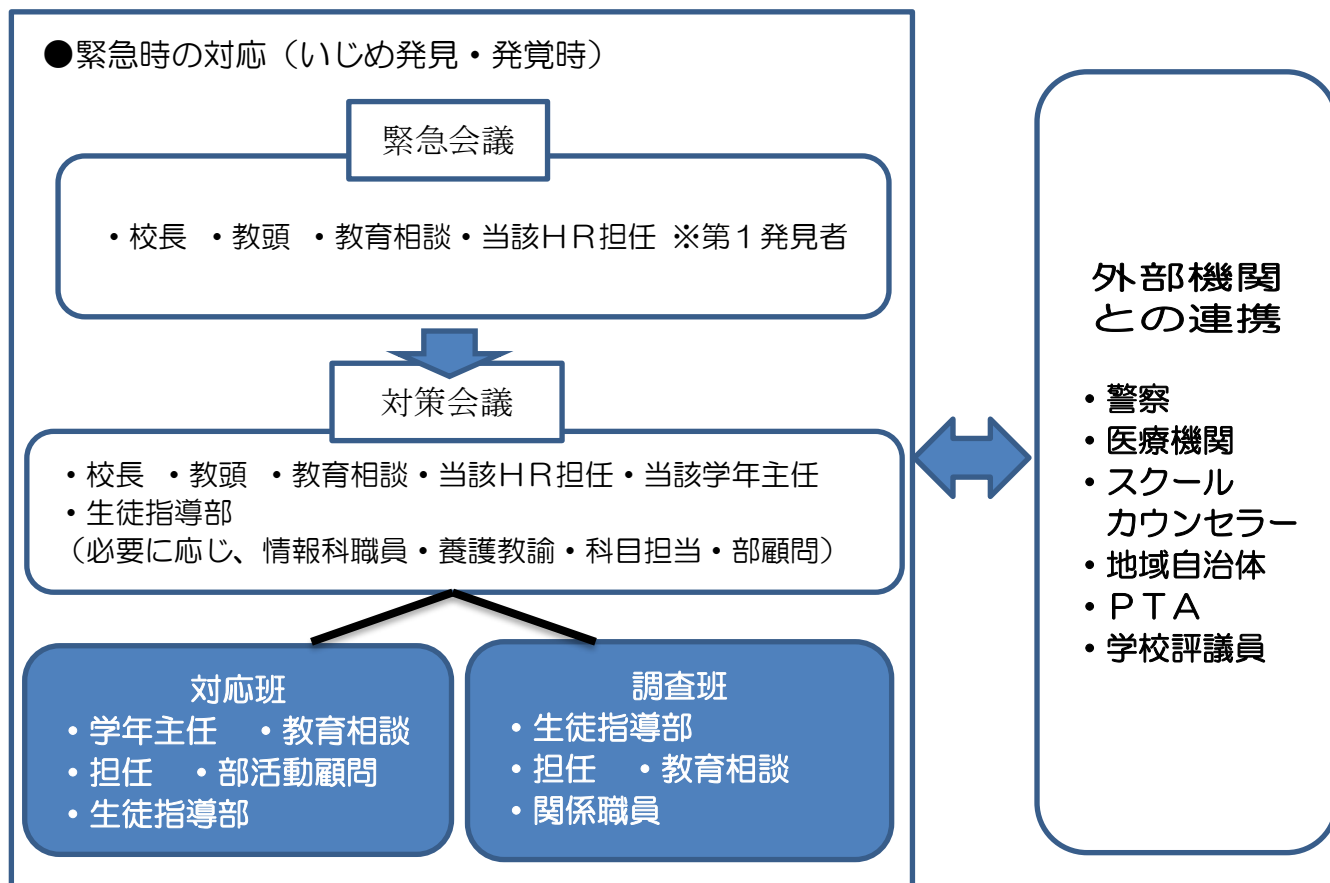 ●緊急時の対応（いじめ発見・発覚時）
緊急会議
・校長 ・教頭 ・教育相談・当該ＨＲ担任 ※第１発見者
対策会議
・校長 ・教頭 ・教育相談・当該ＨＲ担任・当該学年主任
・生徒指導部
（必要に応じ、情報科職員・養護教諭・科目担当・部顧問）
対応班
・学年主任 ・教育相談
・担任 ・部活動顧問
・生徒指導部
調査班
・生徒指導部
・担任 ・教育相談
・関係職員
外部機関
との連携
・警察
・医療機関
・スクール
カウンセラー
・地域自治体
・ＰＴＡ
・学校評議員